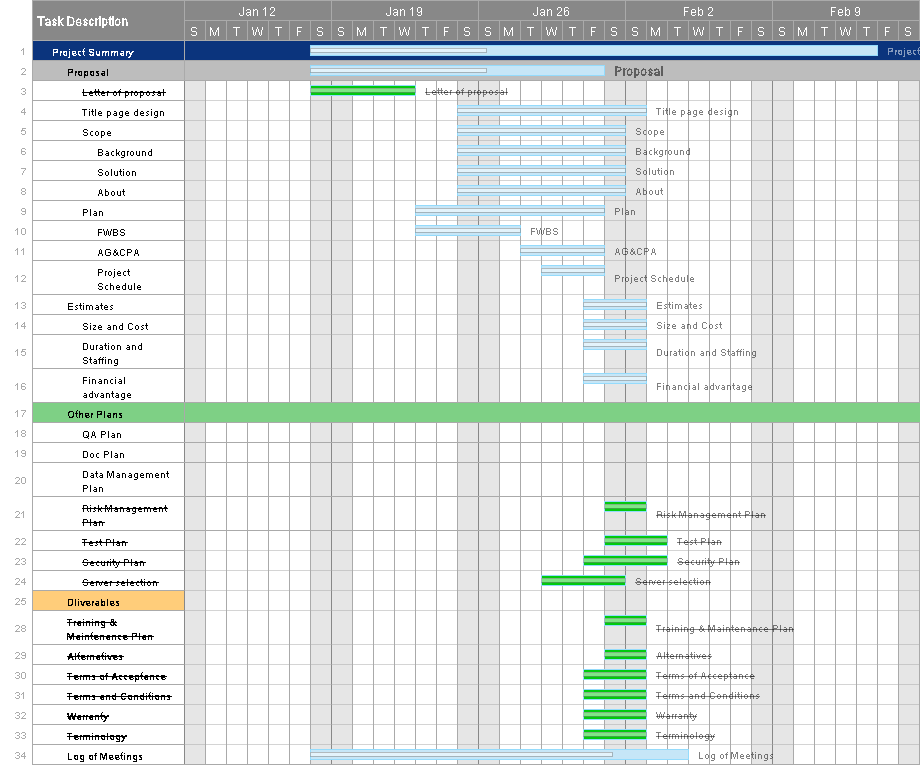 Task Description
Jan 12 Jan 19 Jan 26 Feb 2 Feb 9
S M T W T F S S M T W T F S S M T W T F S S M T W T F S S M T W T F S
1 Project Summary Project
2 Proposal Proposal
3 Letter of proposal Letter of proposal
4 Title page design Title page design
5 Scope Scope
6 Background Background
7 Solution Solution
8 About About
9 Plan Plan
10 FWBS FWBS
11 AG&CPA AG&CPA
12 Project
Schedule Project Schedule
13 Estimates Estimates
14 Size and Cost Size and Cost
15 Duration and
Staffing Duration and Staffing
16 Financial
advantage Financial advantage
17 Other Plans
18 QA Plan
19 Doc Plan
20 Data Management
Plan
21 Risk Management
Plan Risk Management Plan
22 Test Plan Test Plan
23 Security Plan Security Plan
24 Server selection Server selection
25 Dliverables
28 Training &
Maintenance Plan Training & Maintenance Plan
29 Alternatives Alternatives
30 Terms of Acceptance Terms of Acceptance
31 Terms and Conditions Terms and Conditions
32 Warranty Warranty
33 Terminology Terminology
34 Log of Meetings Log of Meetings